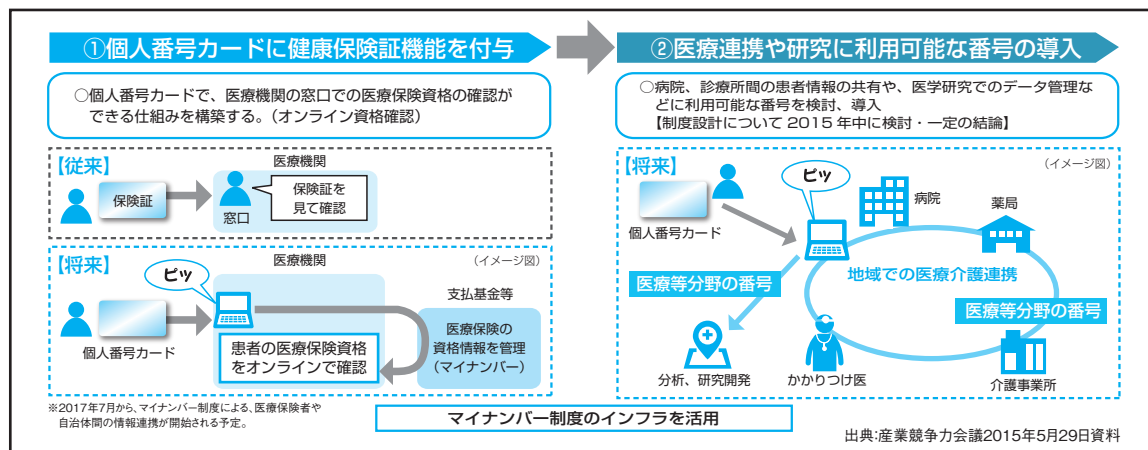 ①個人番号カードに健康保険証機能を付与
○個人番号カードで、医療機関の窓口での医療保険資格の確認が
できる仕組みを構築する。（オンライン資格確認）
【従来】
医療機関
保険証
窓口
保険証を
見て確認
【将来】
医療機関
（イメージ図）
ピッ
個人番号カード
支払基金等
医療保険の
資格情報を管理
（マイナンバー）
患者の医療保険資格
をオンラインで確認
※2017年7月から、マイナンバー制度による、医療保険者や
自治体間の情報連携が開始される予定。
②医療連携や研究に利用可能な番号の導入
○病院、診療所間の患者情報の共有や、医学研究でのデータ管理な
どに利用可能な番号を検討、導入
【制度設計について 2015 年中に検討・一定の結論】
【将来】
（イメージ図）
ピッ
病院
薬局
個人番号カード
地域での医療介護連携
医療等分野の番号
医療等分野の番号
分析、研究開発
かかりつけ医
介護事業所
マイナンバー制度のインフラを活用
出典:産業競争力会議2015年5月29日資料